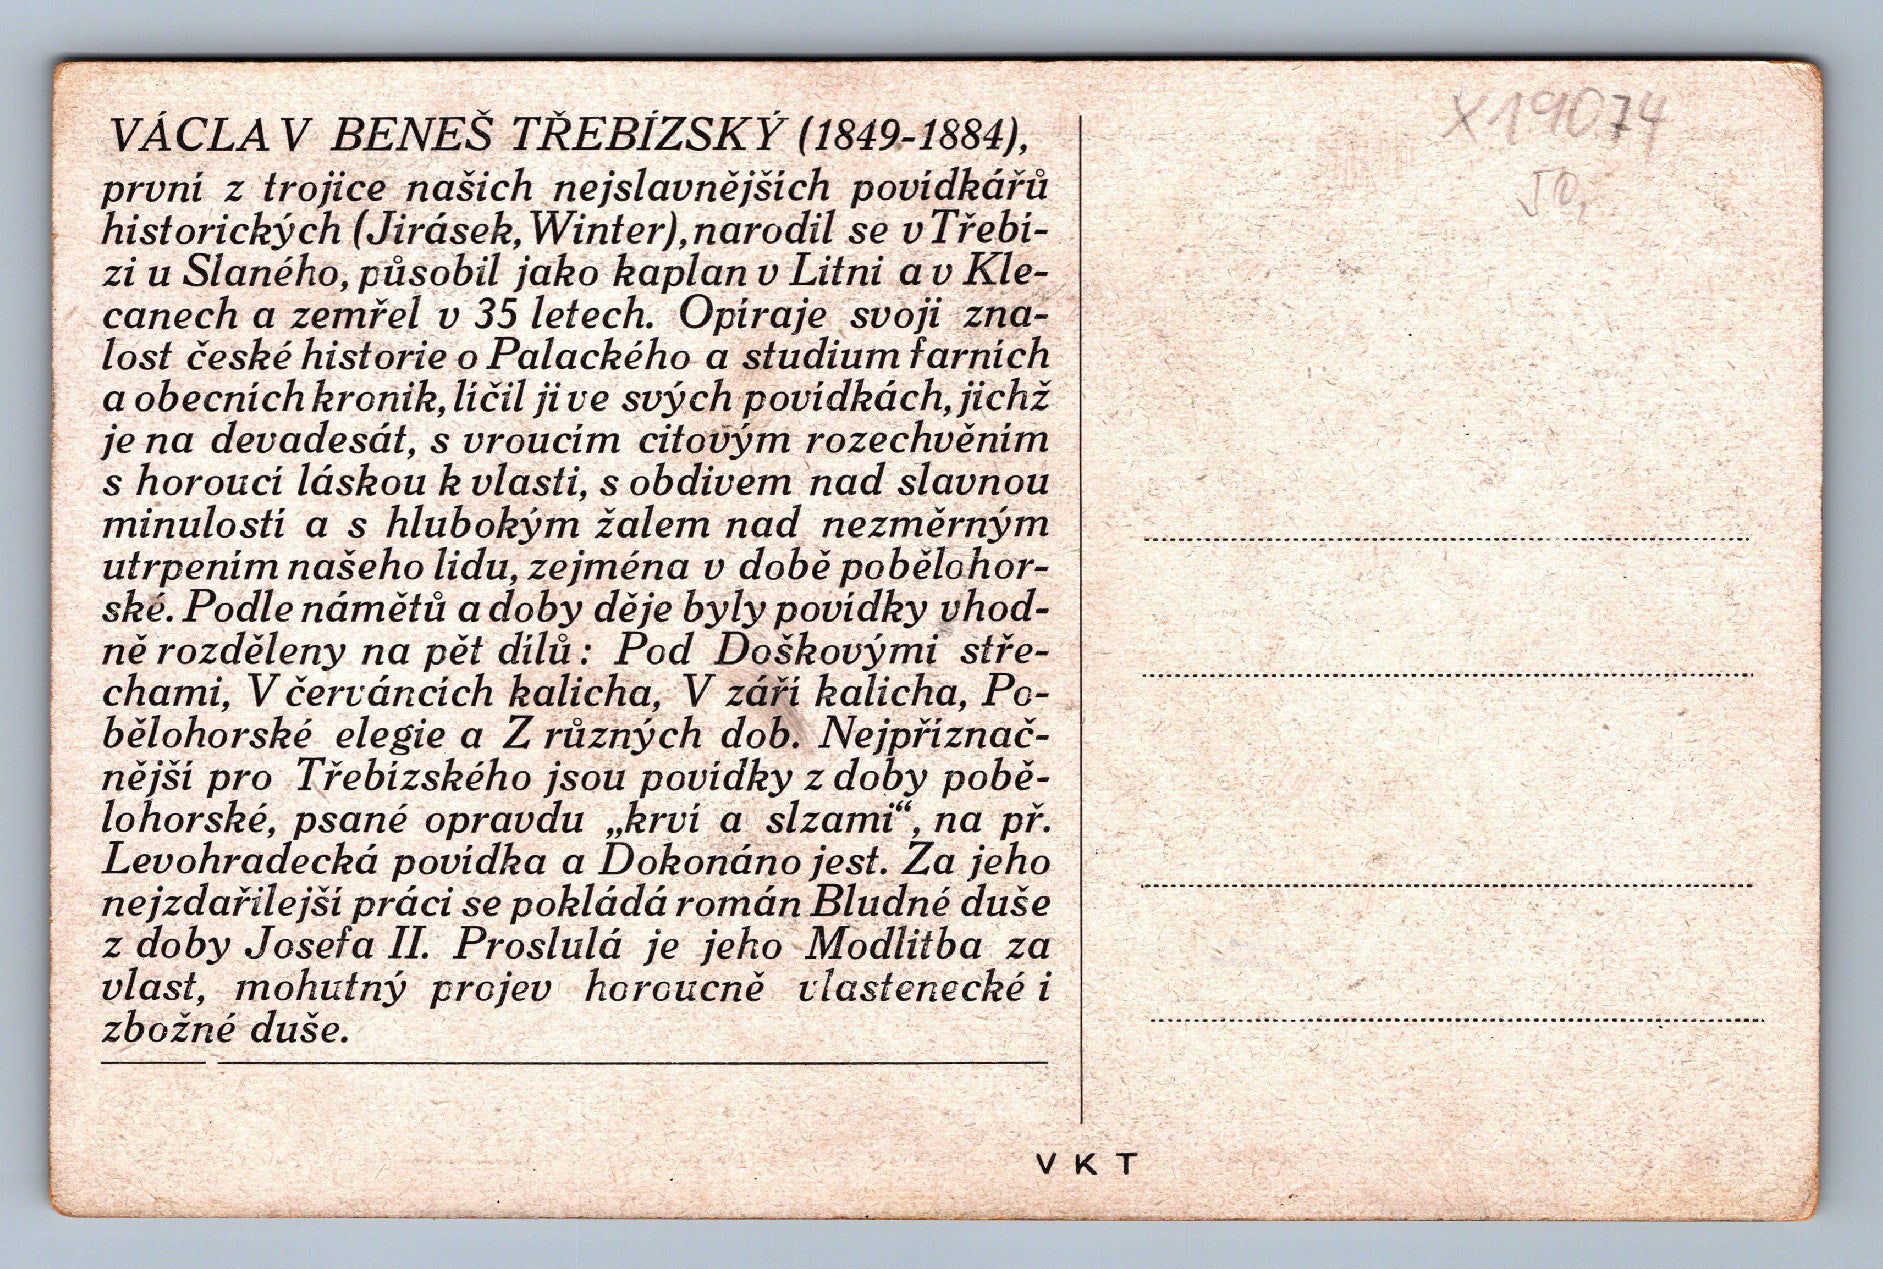 VÁCLAV BENEŠ TŘEBÍZSKÝ (1849-1884),
první z trojice našich nejslavnějších povídkářů
historických (Jirásek, Winter), narodil se v Třebí-
zi u Slaného, působil jako kaplan v Litni a v Kle-
canech a zemřel v 35 letech. Opíraje svoji zna-
lost české historie o Palackého a studium farních
a obecních kronik, líčil ji ve svých povídkách, jichž
je na devadesát, s vroucím citovým rozechvěním
s horoucí láskou k vlasti, s obdivem nad slavnou
minulostí a s hlubokým žalem nad nezměrným
utrpením našeho lidu, zejména v době pobělohor-
ské. Podle námětů a doby děje byly povídky vhod-
ně rozděleny na pět dílů: Pod Doškovými stře-
chami, V červáncích kalicha, V září kalicha, Po-
bělohorské elegie a Z různých dob. Nejpříznač-
nější pro Třebízského jsou povídky z doby pobě-
lohorské, psané opravdu „krví a slzami“, na př.
Levohradecká povídka a Dokonáno jest. Za jeho
nejzdařilejší práci se pokládá román Bludné duše
z doby Josefa II. Proslulá je jeho Modlitba za
vlast, mohutný projev horoucně vlastenecké i
zbožné duše.
X19074
50,
V K T